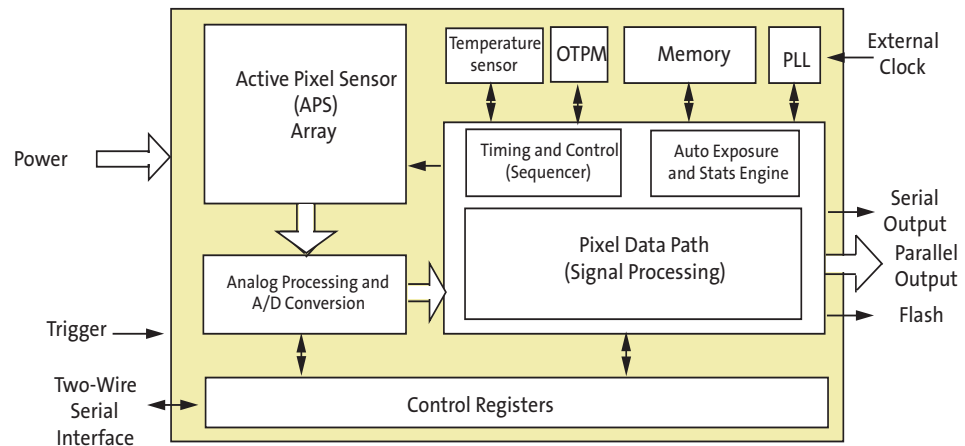 Active Pixel Sensor
(APS)
Array
Temperature
sensor
OTPM
Memory
PLL
External
Clock
Power
Timing and Control
(Sequencer)
Auto Exposure
and Stats Engine
Serial
Output
Pixel Data Path
(Signal Processing)
Parallel
Output
Analog Processing and
A/D Conversion
Flash
Trigger
Two-Wire
Serial
Interface
Control Registers